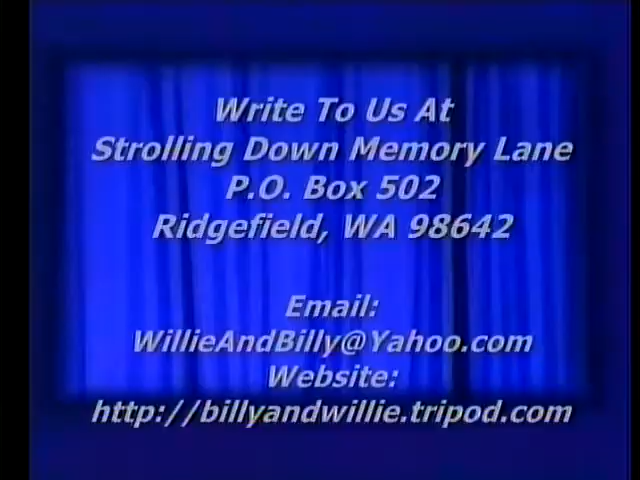 Write To Us At
Strolling Down Memory Lane
P.O. Box 502
Ridgefield, WA 98642
Email:
WillieAndBilly@Yahoo.com
Website:
http://billyandwillie.tripod.com